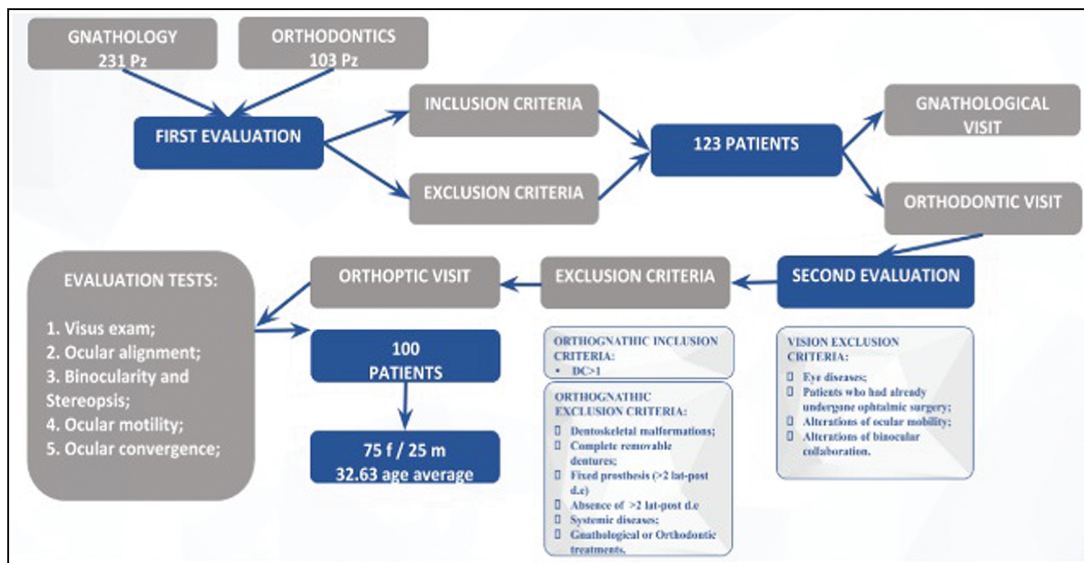 GNATHOLOGY
231 Pz
ORTHODONTICS
103 Pz
FIRST EVALUATION
INCLUSION CRITERIA
EXCLUSION CRITERIA
123 PATIENTS
GNATHOLOGICAL
VISIT
ORTHODONTIC VISIT
SECOND EVALUATION
EXCLUSION CRITERIA
ORTHOPTIC VISIT
EVALUATION TESTS:
1. Visus exam;
2. Ocular alignment;
3. Binocularity and
Stereopsis;
4. Ocular motility;
5. Ocular convergence;
100
PATIENTS
75 f / 25 m
32.63 age average
ORTHOGNATHIC INCLUSION
CRITERIA:
• DC>1
ORTHOGNATHIC
EXCLUSION CRITERIA:
▯ Dentoskeletal malformations;
▯ Complete removable
dentures;
▯ Fixed prosthesis (>2 lat-post
d.e)
▯ Absence of >2 lat-post d.e
▯ Systemic diseases;
▯ Gnathological or Orthodontic
treatments.
VISION EXCLUSION
CRITERIA:
▯ Eye diseases;
▯ Patients who had already
undergone ophtalmic surgery;
▯ Alterations of ocular mobility;
▯ Alterations of binocular
collaboration.